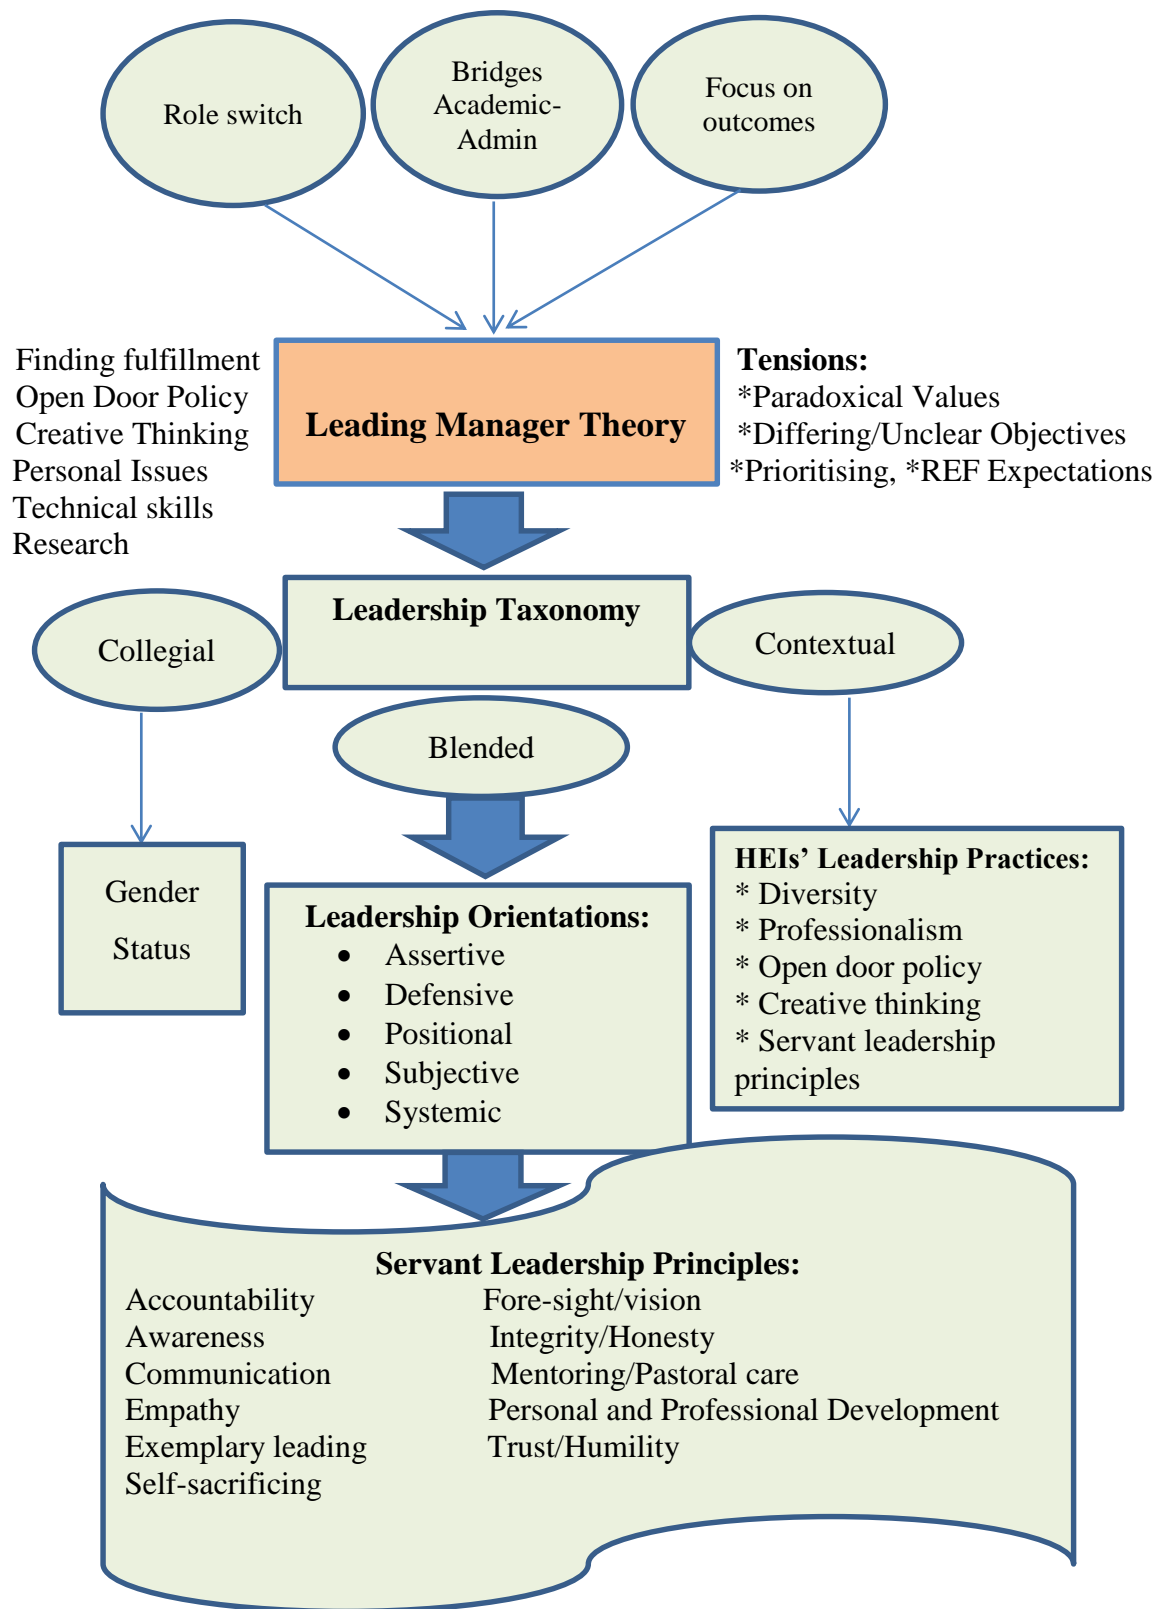 Role switch
Bridges
Academic-
Admin
Focus on
outcomes
Finding fulfillment
Open Door Policy
Creative Thinking
Personal Issues
Technical skills
Research
Leading Manager Theory
Tensions:
*Paradoxical Values
*Differing/Unclear Objectives
*Prioritising, *REF Expectations
Leadership Taxonomy
Collegial
Contextual
Blended
Gender
Status
Leadership Orientations:
• Assertive
• Defensive
• Positional
• Subjective
• Systemic
HEIs’ Leadership Practices:
* Diversity
* Professionalism
* Open door policy
* Creative thinking
* Servant leadership
principles
Servant Leadership Principles:
Accountability Fore-sight/vision
Awareness Integrity/Honesty
Communication Mentoring/Pastoral care
Empathy Personal and Professional Development
Exemplary leading Trust/Humility
Self-sacrificing